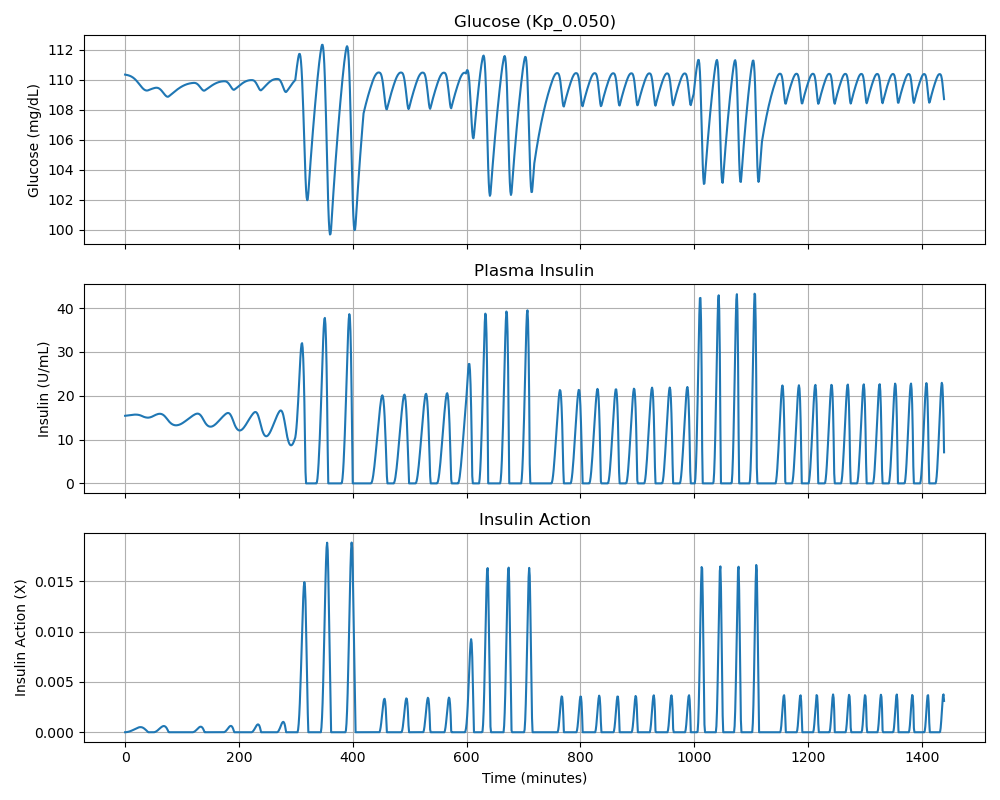 Glucose (Kp_0.050)
Glucose (mg/dL)
112
110
108
106
104
102
100
Plasma Insulin
Insulin (U/mL)
40
30
20
10
0
Insulin Action
Insulin Action (X)
0.015
0.010
0.005
0.000
0 200 400 600 800 1000 1200 1400
Time (minutes)